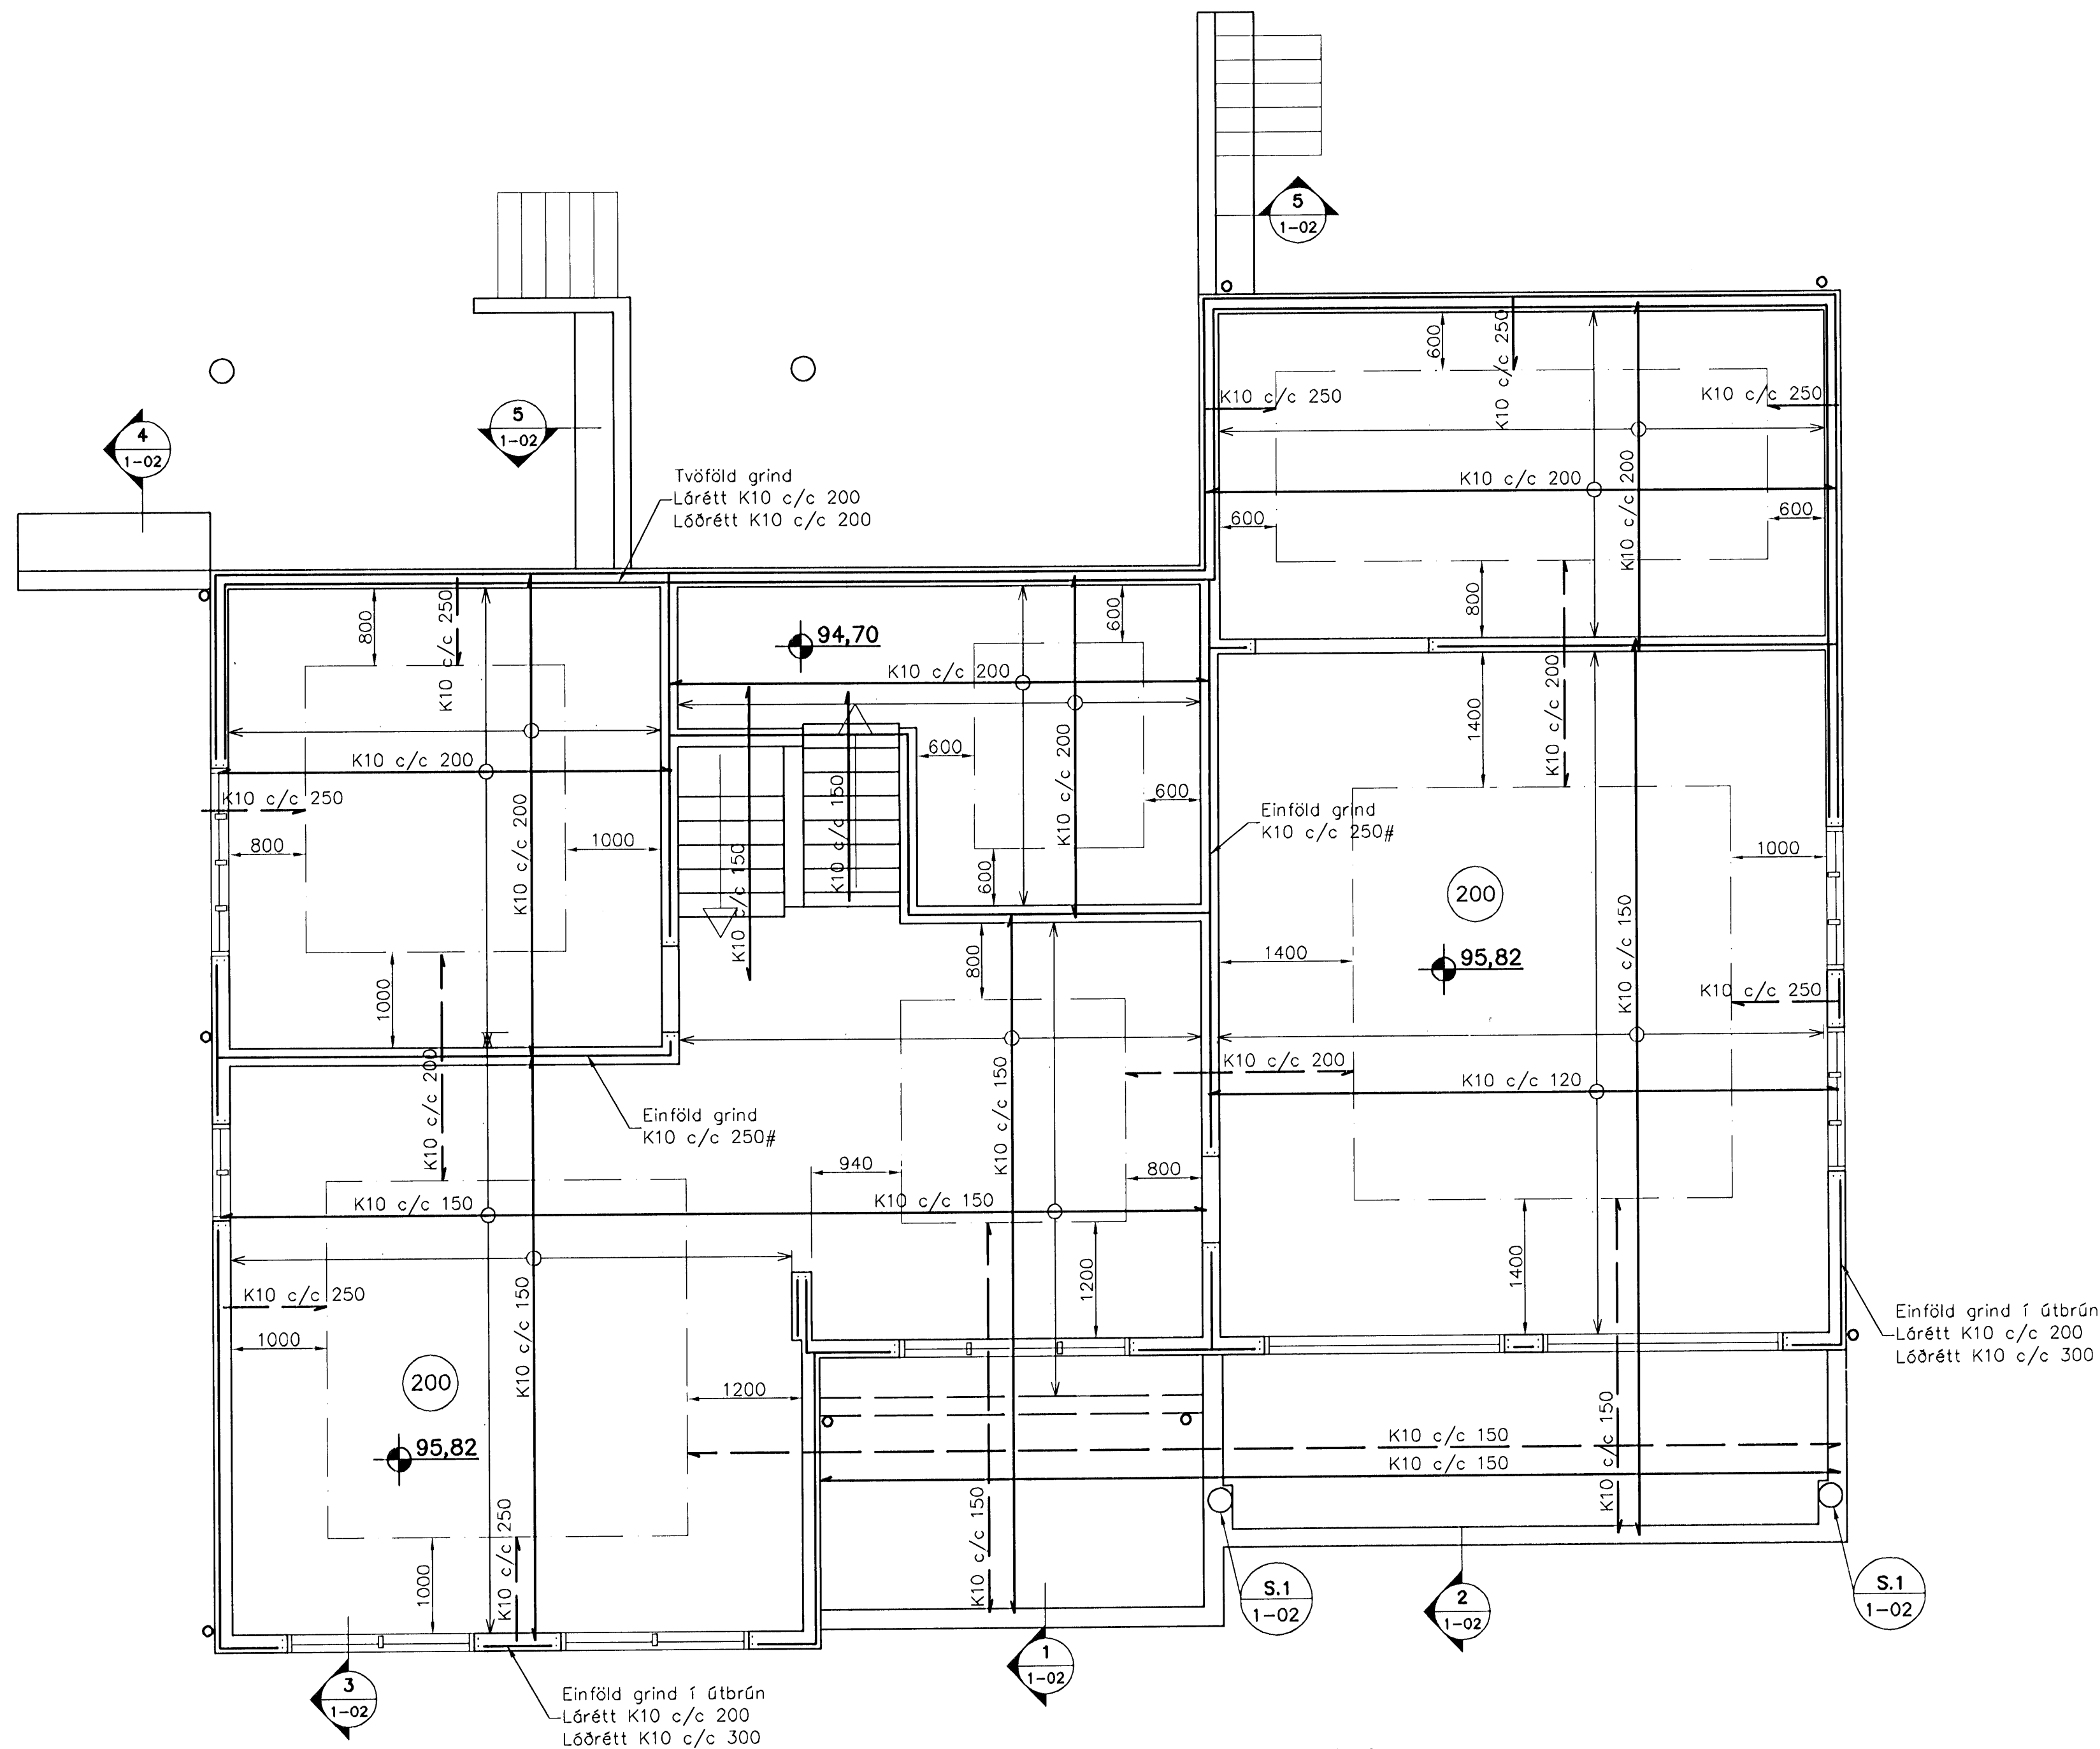 5
1-02
600
K10 c/c 250
K10 c/c 250
K10 c/c 250
5
1-02
4
1-02
Tvöföld grind
Lárétt K10 c/c 200
Lóðrétt K10 c/c 200
K10 c/c 200
K10 c/c 200
600
600
800
K10 c/c 250
800
600
94,70
K10 c/c 200
K10 c/c 200
1400
K10 c/c 200
600
K10 c/c 250
K10 c/c 200
K10 c/c 150
K10 c/c 150
K10 c/c 200
600
Einföld grind
K10 c/c 250#
800
1000
1000
600
200
K10 c/c 150
95,82
1400
800
1000
K10 c/c 250
K10 c/c 200
K10 c/c 200
K10 c/c 120
Einföld grind
K10 c/c 250#
K10 c/c 150
940
800
K10 c/c 150
K10 c/c 150
1200
1400
K10 c/c 250
K10 c/c 150
1000
Einföld grind í útbrún
Lárétt K10 c/c 200
Lóðrétt K10 c/c 300
200
1200
95,82
K10 c/c 150
K10 c/c 150
K10 c/c 150
K10 c/c 150
K10 c/c 250
1000
S.1
1-02
2
1-02
S.1
1-02
1
1-02
3
1-02
Einföld grind í útbrún
Lárétt K10 c/c 200
Lóðrétt K10 c/c 300